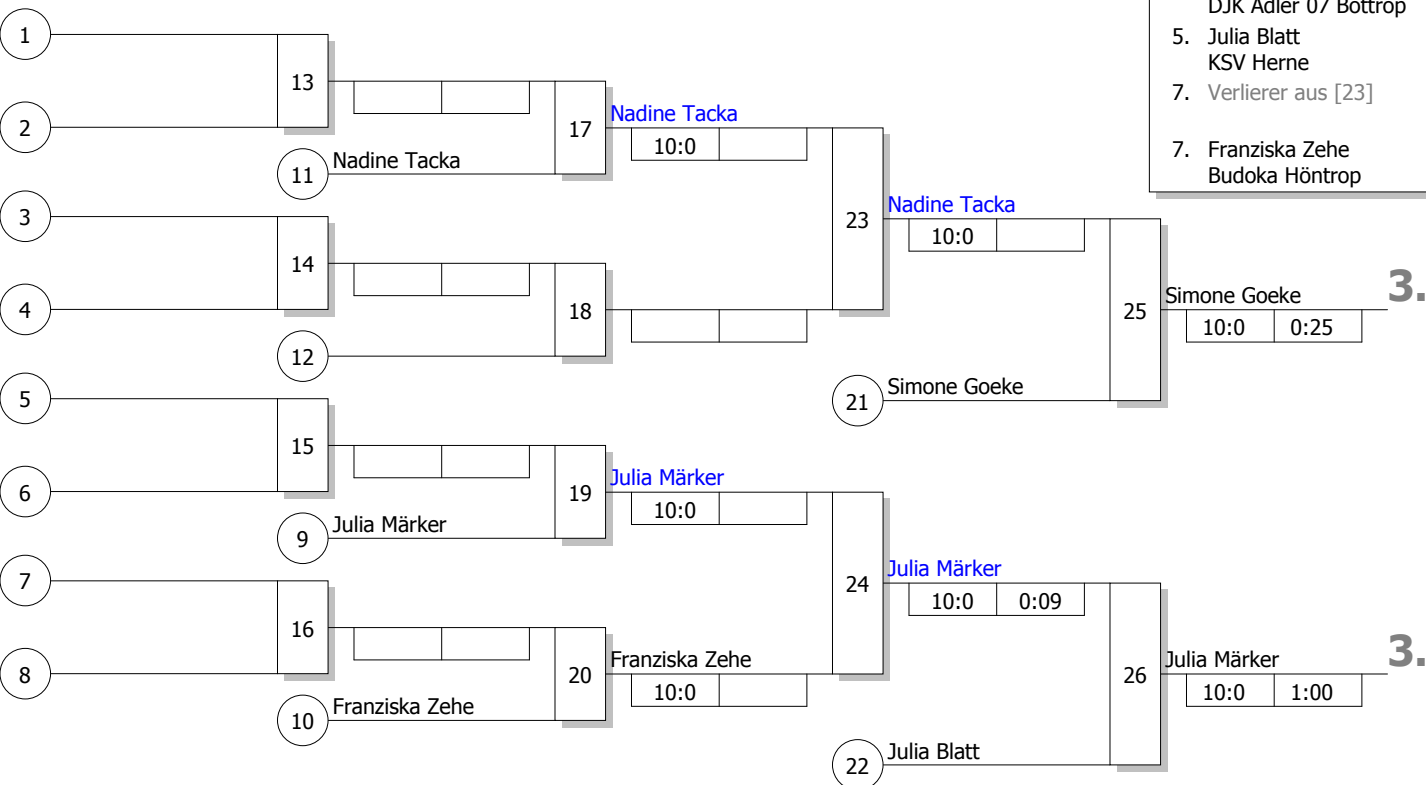 DJK Adler 07 Bottrop
5. Julia Blatt
KSV Herne
7. Verlierer aus [23]
7. Franziska Zehe
Budoka Höntrop
1
13
2
17
Nadine Tacka
10:0
11
Nadine Tacka
3
23
Nadine Tacka
10:0
14
4
18
12
25
Simone Goeke
3.
10:0 0:25
5
21
Simone Goeke
15
6
19
Julia Märker
10:0
9
Julia Märker
7
24
Julia Märker
10:0 0:09
16
8
20
Franziska Zehe
10:0
10
Franziska Zehe
26
Julia Märker
3.
10:0 1:00
22
Julia Blatt